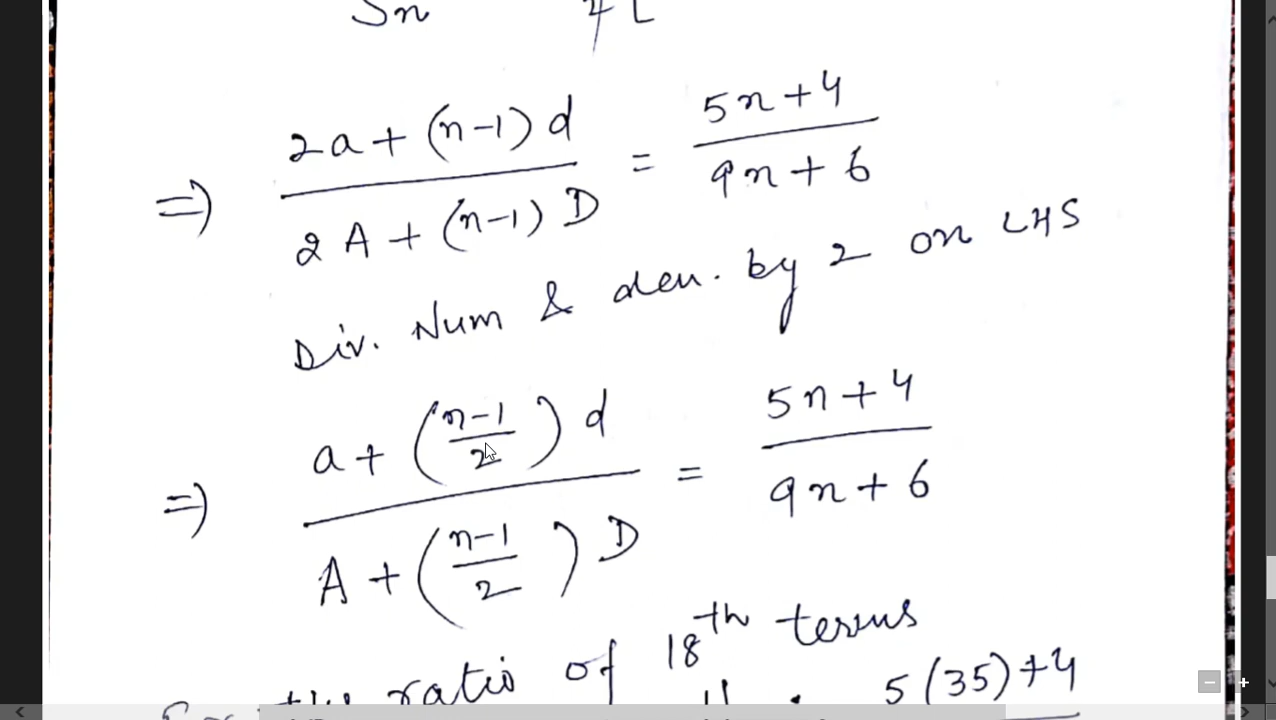 Sn
=> 2a + (n-1) d / 2A + (n-1) D = 5n+4 / 9n+6
Div. Num & den. by 2 on LHS
=> a + (n-1 / 2) d / A + (n-1 / 2) D = 5n+4 / 9n+6
ratio of 18th terms
5(35)+4